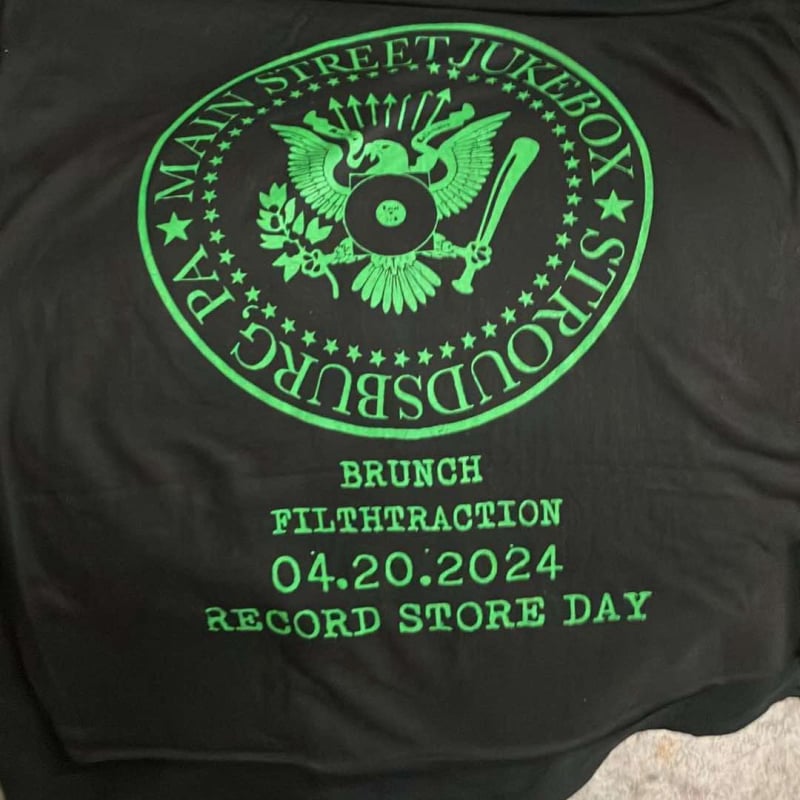 MAIN STREET JUKEBOX ★ STROUDSBURG, PA ★
BRUNCH
FILTHTRACTION
04.20.2024
RECORD STORE DAY